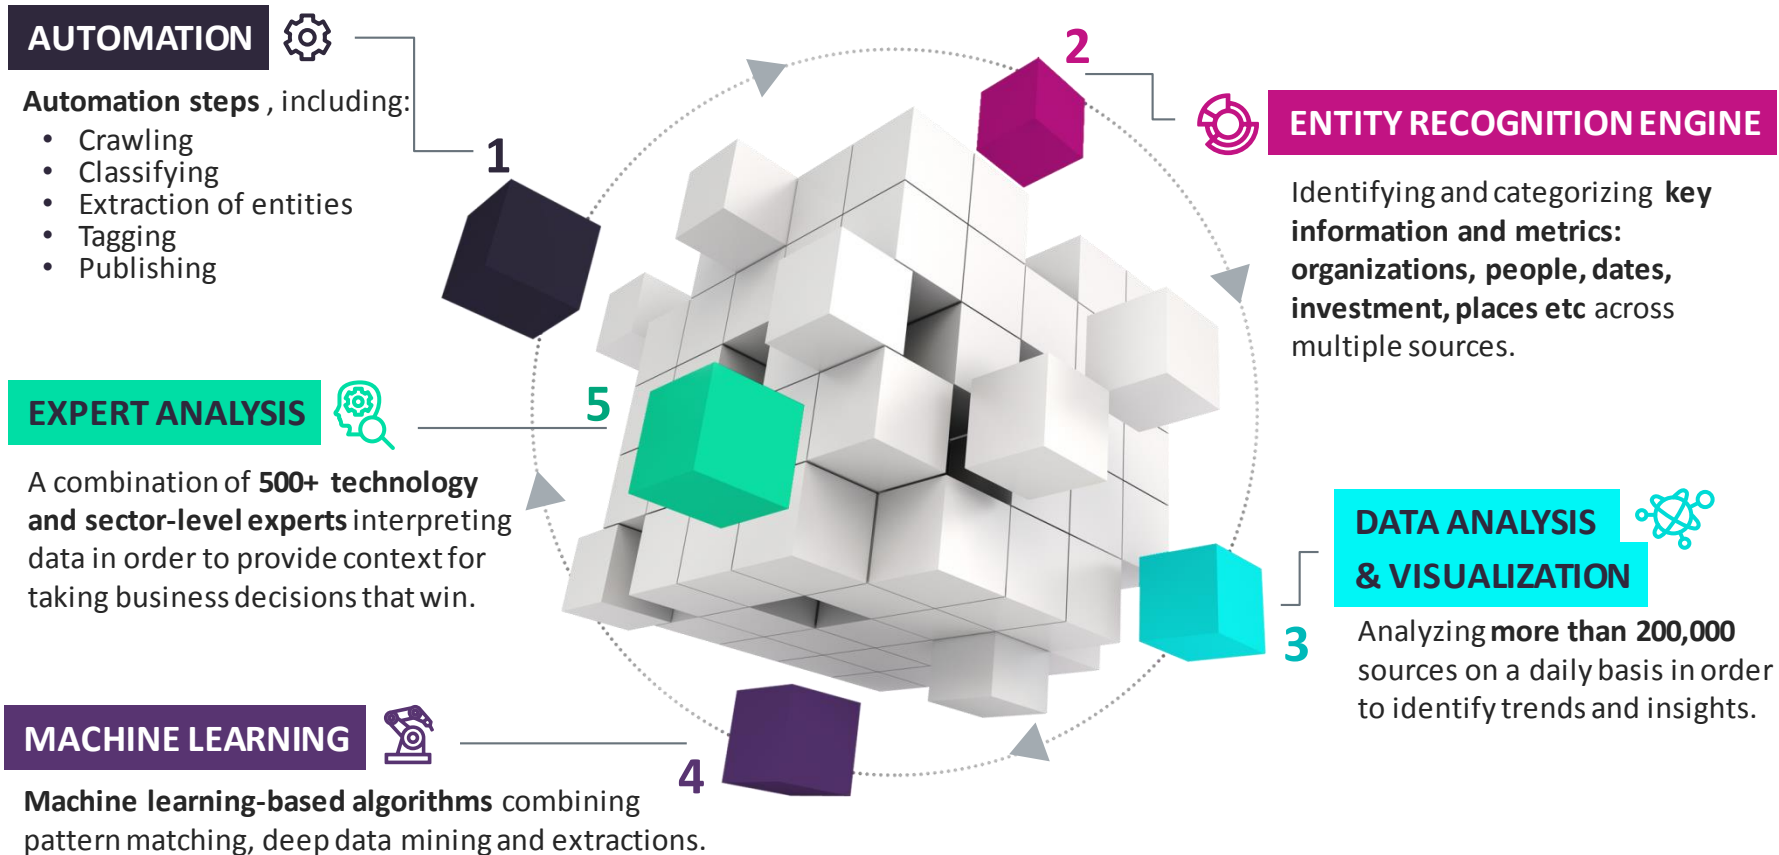 AUTOMATION
Automation steps , including:
• Crawling
• Classifying
• Extraction of entities
• Tagging
• Publishing
1
2
ENTITY RECOGNITION ENGINE
Identifying and categorizing key
information and metrics:
organizations, people, dates,
investment, places etc across
multiple sources.
3
DATA ANALYSIS
& VISUALIZATION
Analyzing more than 200,000
sources on a daily basis in order
to identify trends and insights.
4
MACHINE LEARNING
Machine learning-based algorithms combining
pattern matching, deep data mining and extractions.
5
EXPERT ANALYSIS
A combination of 500+ technology
and sector-level experts interpreting
data in order to provide context for
taking business decisions that win.